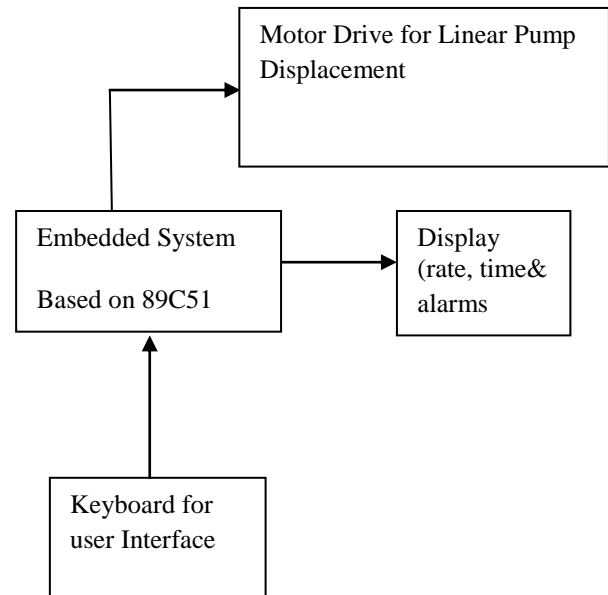 Motor Drive for Linear Pump
Displacement
Embedded System
Based on 89C51
Display
(rate, time&
alarms
Keyboard for
user Interface